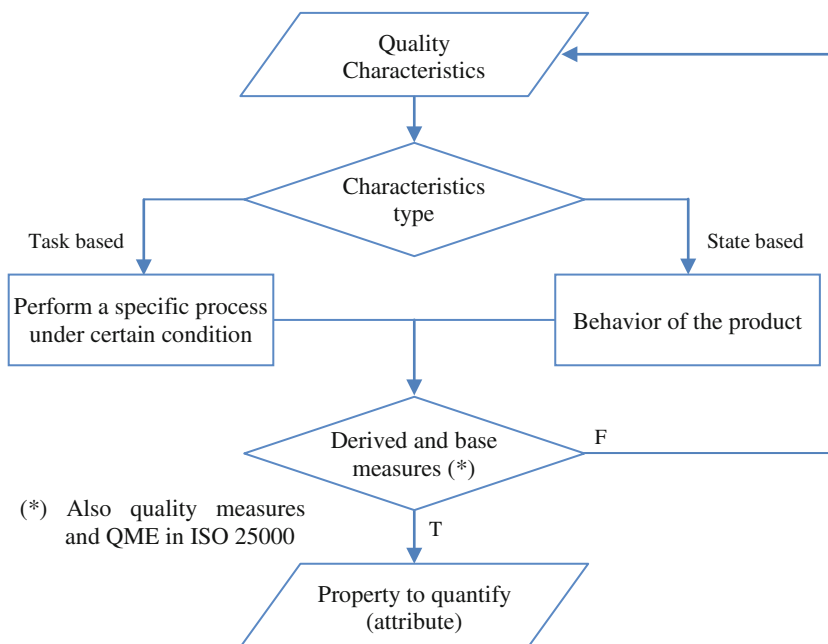 Quality
Characteristics
Characteristics
type
Task based
State based
Perform a specific process
under certain condition
Behavior of the product
Derived and base
measures (*)
F
(*) Also quality measures
and QME in ISO 25000
T
Property to quantify
(attribute)